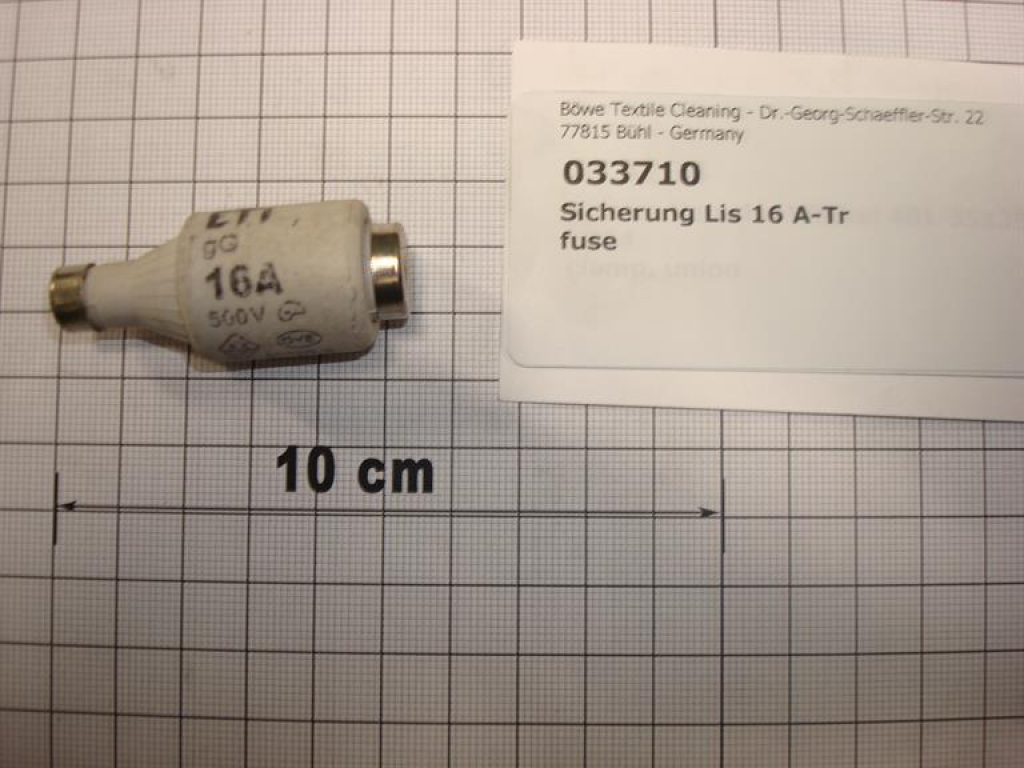 ETI
gG
16A
500V
Böwe Textile Cleaning - Dr.-Georg-Schaeffler-Str. 22
77815 Bühl - Germany
033710
Sicherung Lis 16 A-Tr
fuse
10 cm